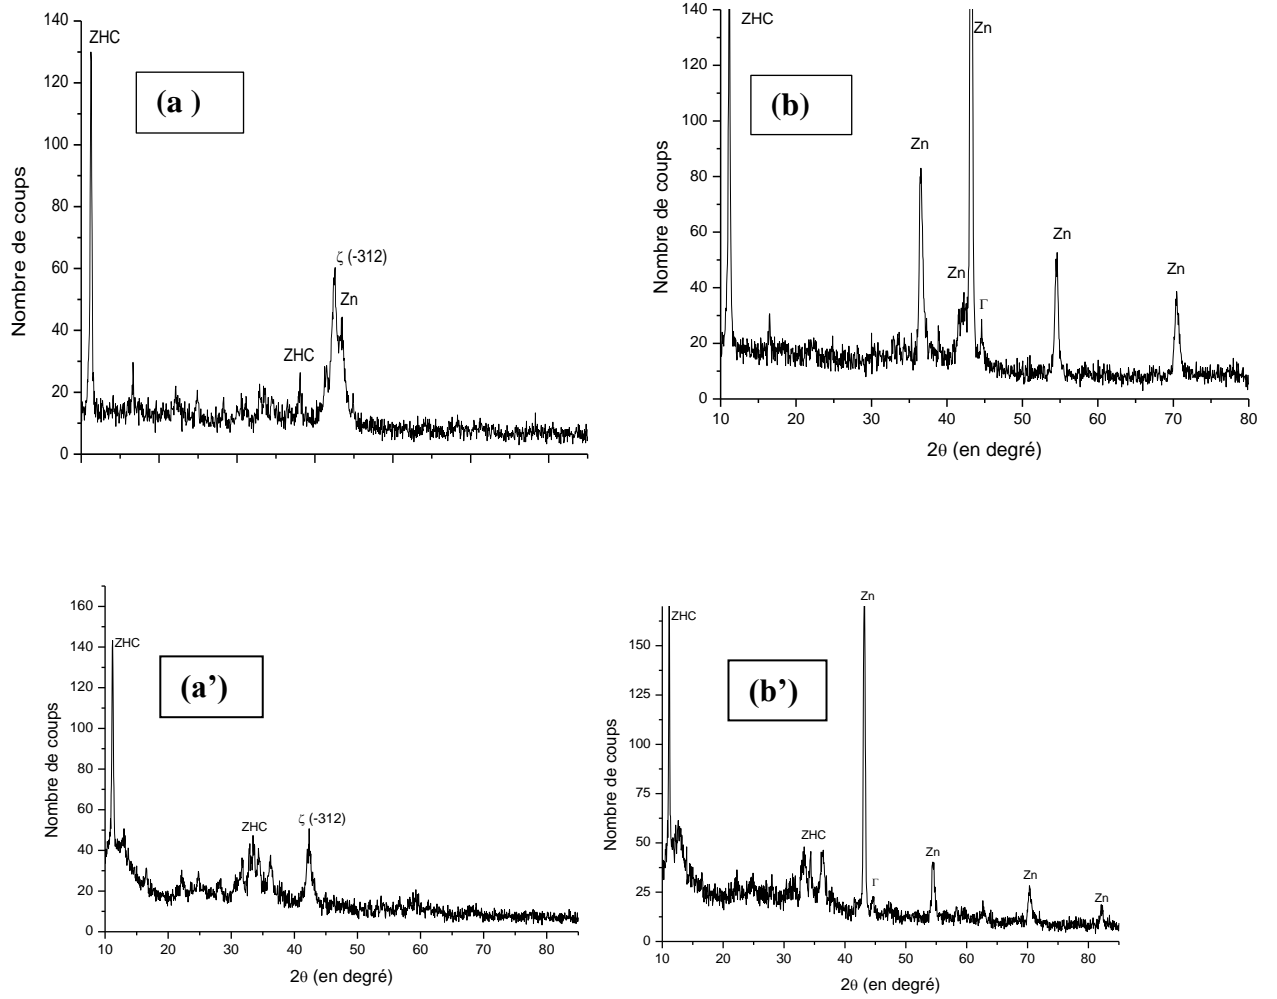 140
120
140
100
80
60
40
20
0
Nombre de coups
ZHC
(a )
ζ (-312)
Zn
ZHC
140
120
140
100
80
60
40
20
0
Nombre de coups
ZHC
(b)
Zn
Zn
Zn
Γ
Zn
Zn
10 20 30 40 50 60 70 80
2θ (en degré)
160
140
120
140
100
80
60
40
20
0
Nombre de coups
ZHC
(a’)
ZHC
ζ (-312)
10 20 30 40 50 60 70 80
2θ (en degré)
150
125
125
100
75
50
25
0
Nombre de coups
ZHC
(b’)
Zn
ZHC
Γ
Zn
Zn
Zn
10 20 30 40 50 60 70 80
2θ (en degré)